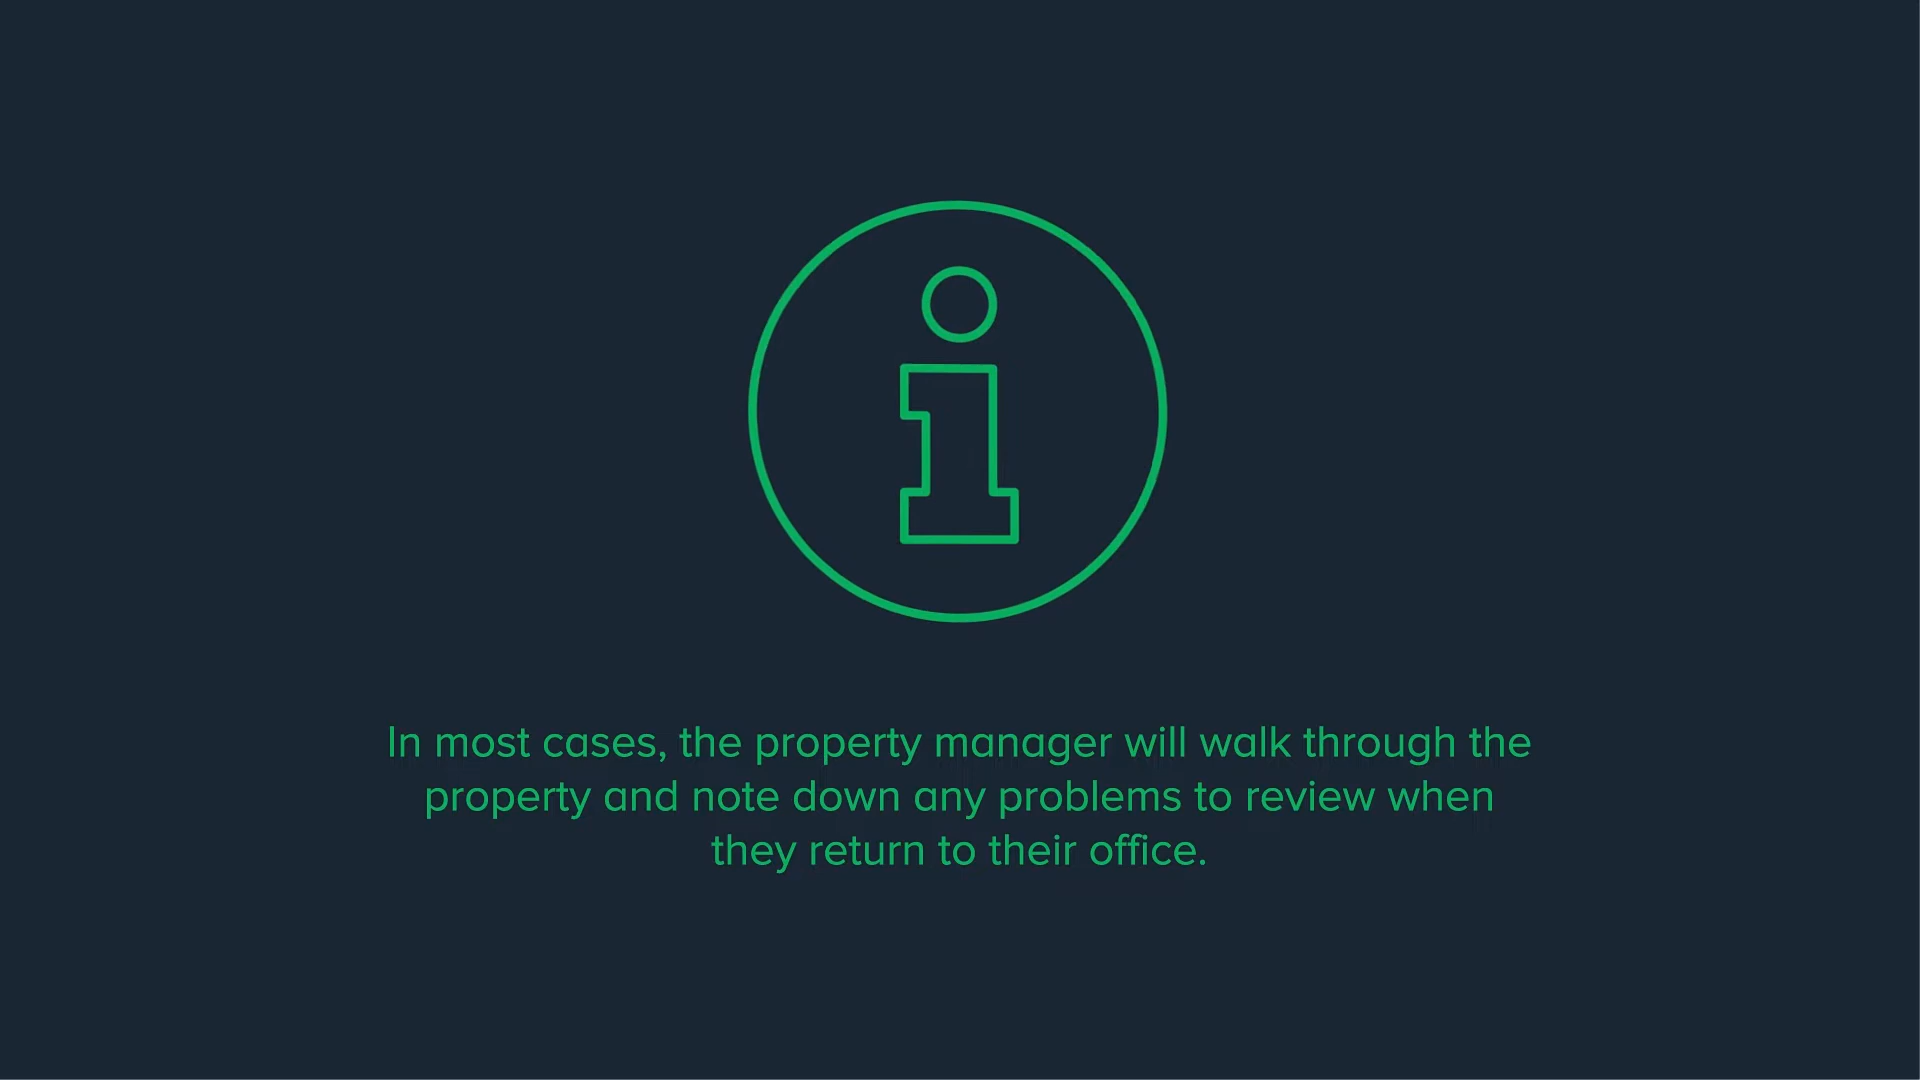 In most cases, the property manager will walk through the
property and note down any problems to review when
they return to their office.